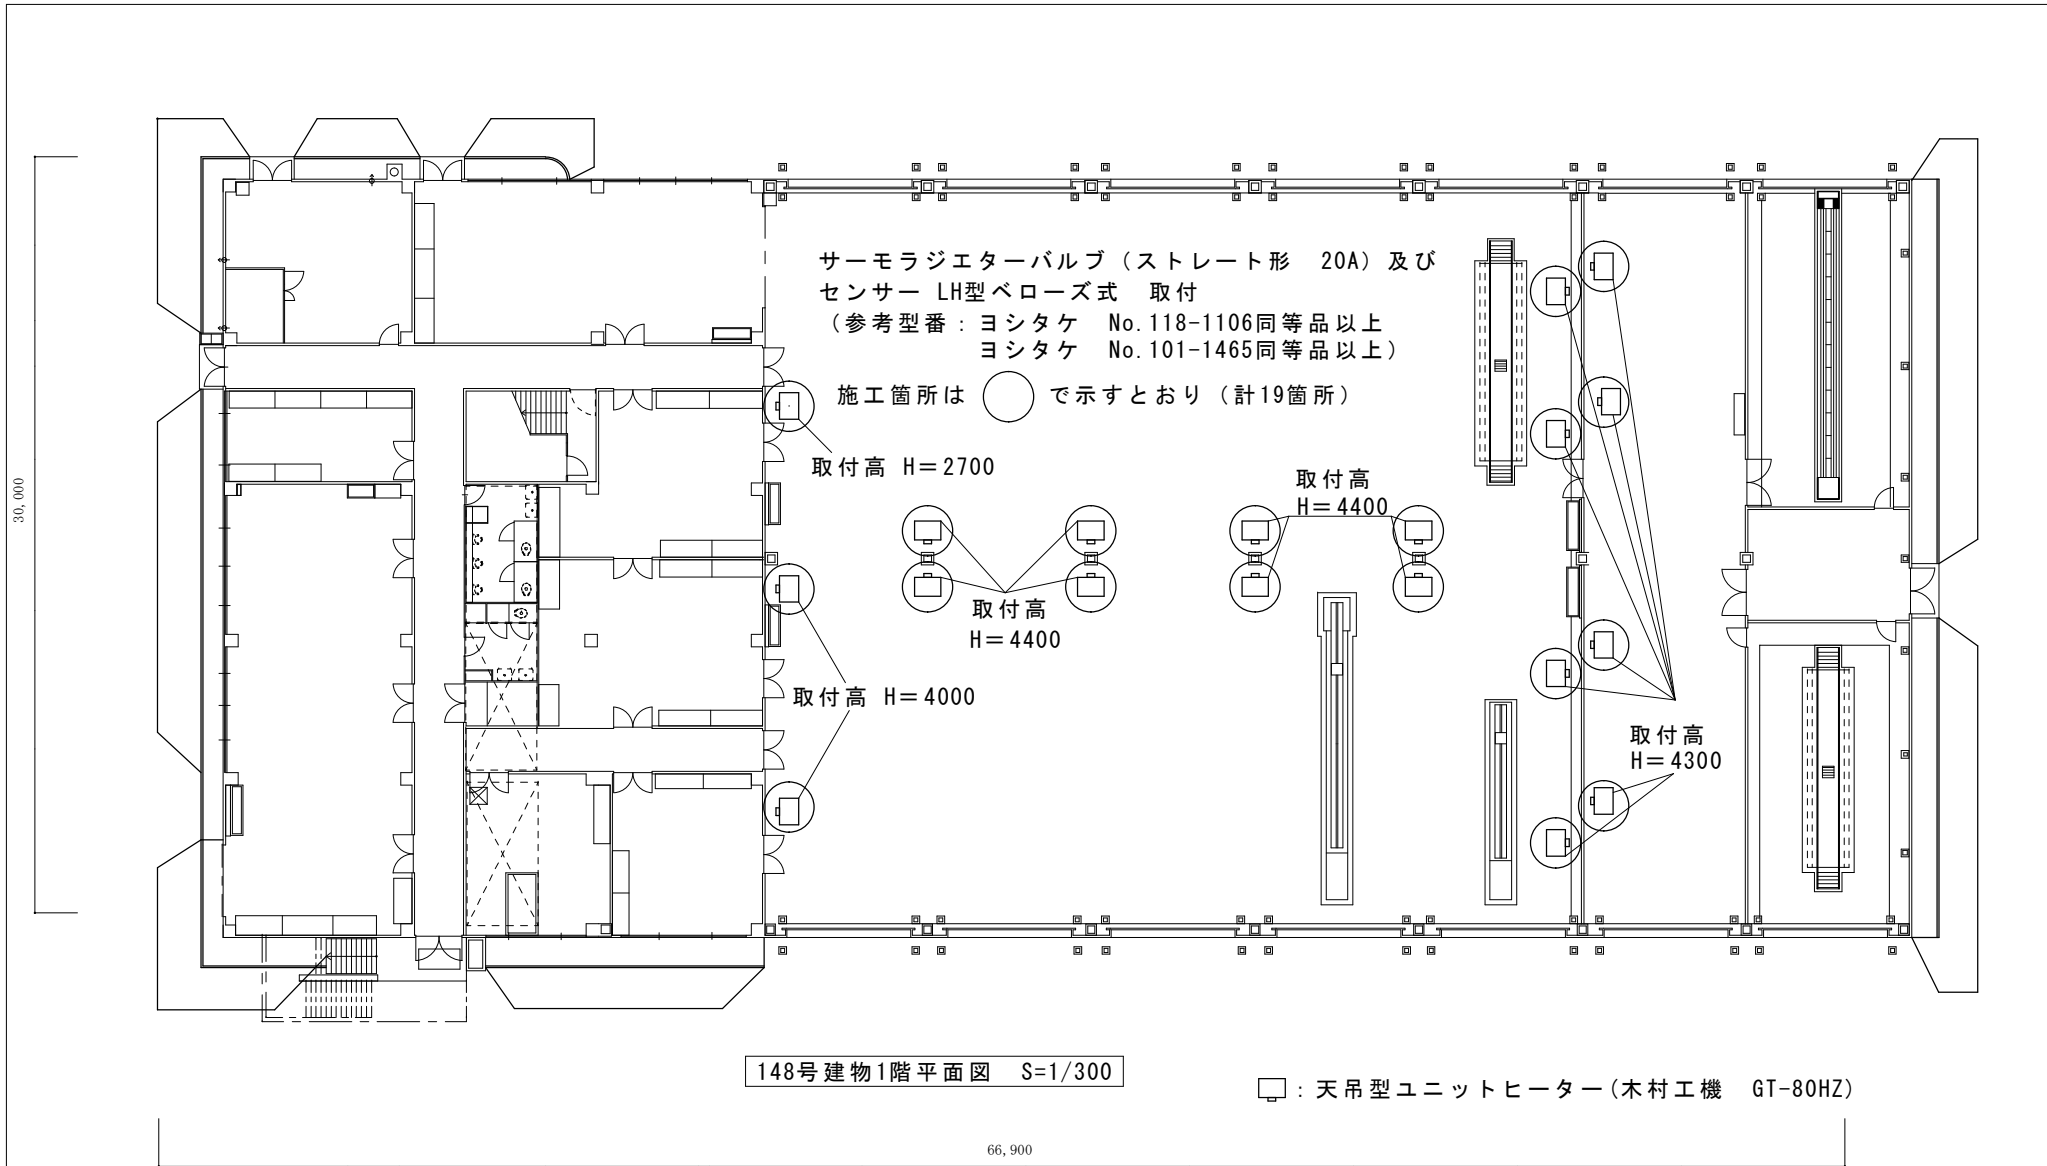 サーモラジエターバルブ（ストレート形　20A）及び
センサー LH型ベローズ式　取付
（参考型番：ヨシタケ　No.118-1106同等品以上
ヨシタケ　No.101-1465同等品以上）
施工箇所は　で示すとおり（計19箇所）
取付高 H＝2700
取付高
H＝4400
30,000
取付高
H＝4400
取付高 H＝4000
取付高
H＝4300
148号建物1階平面図　S=1/300
：天吊型ユニットヒーター(木村工機　GT-80HZ)
66,900